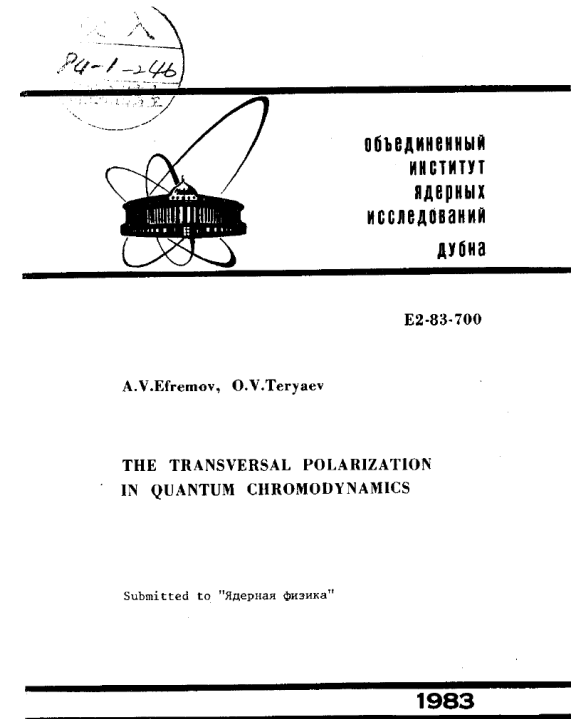 84-1-246
объединенный
институт
ядерных
исследований
дубна
E2-83-700
A.V.Efremov, O.V.Teryaev
THE TRANSVERSAL POLARIZATION
IN QUANTUM CHROMODYNAMICS
Submitted to "Ядерная физика"
1983